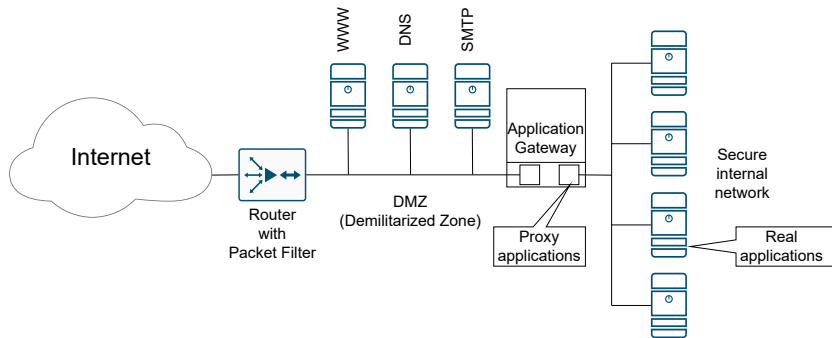 WWW
DNS
SMTP
Internet
Router
with
Packet Filter
DMZ
(Demilitarized Zone)
Application
Gateway
Proxy
applications
Secure
internal
network
Real
applications